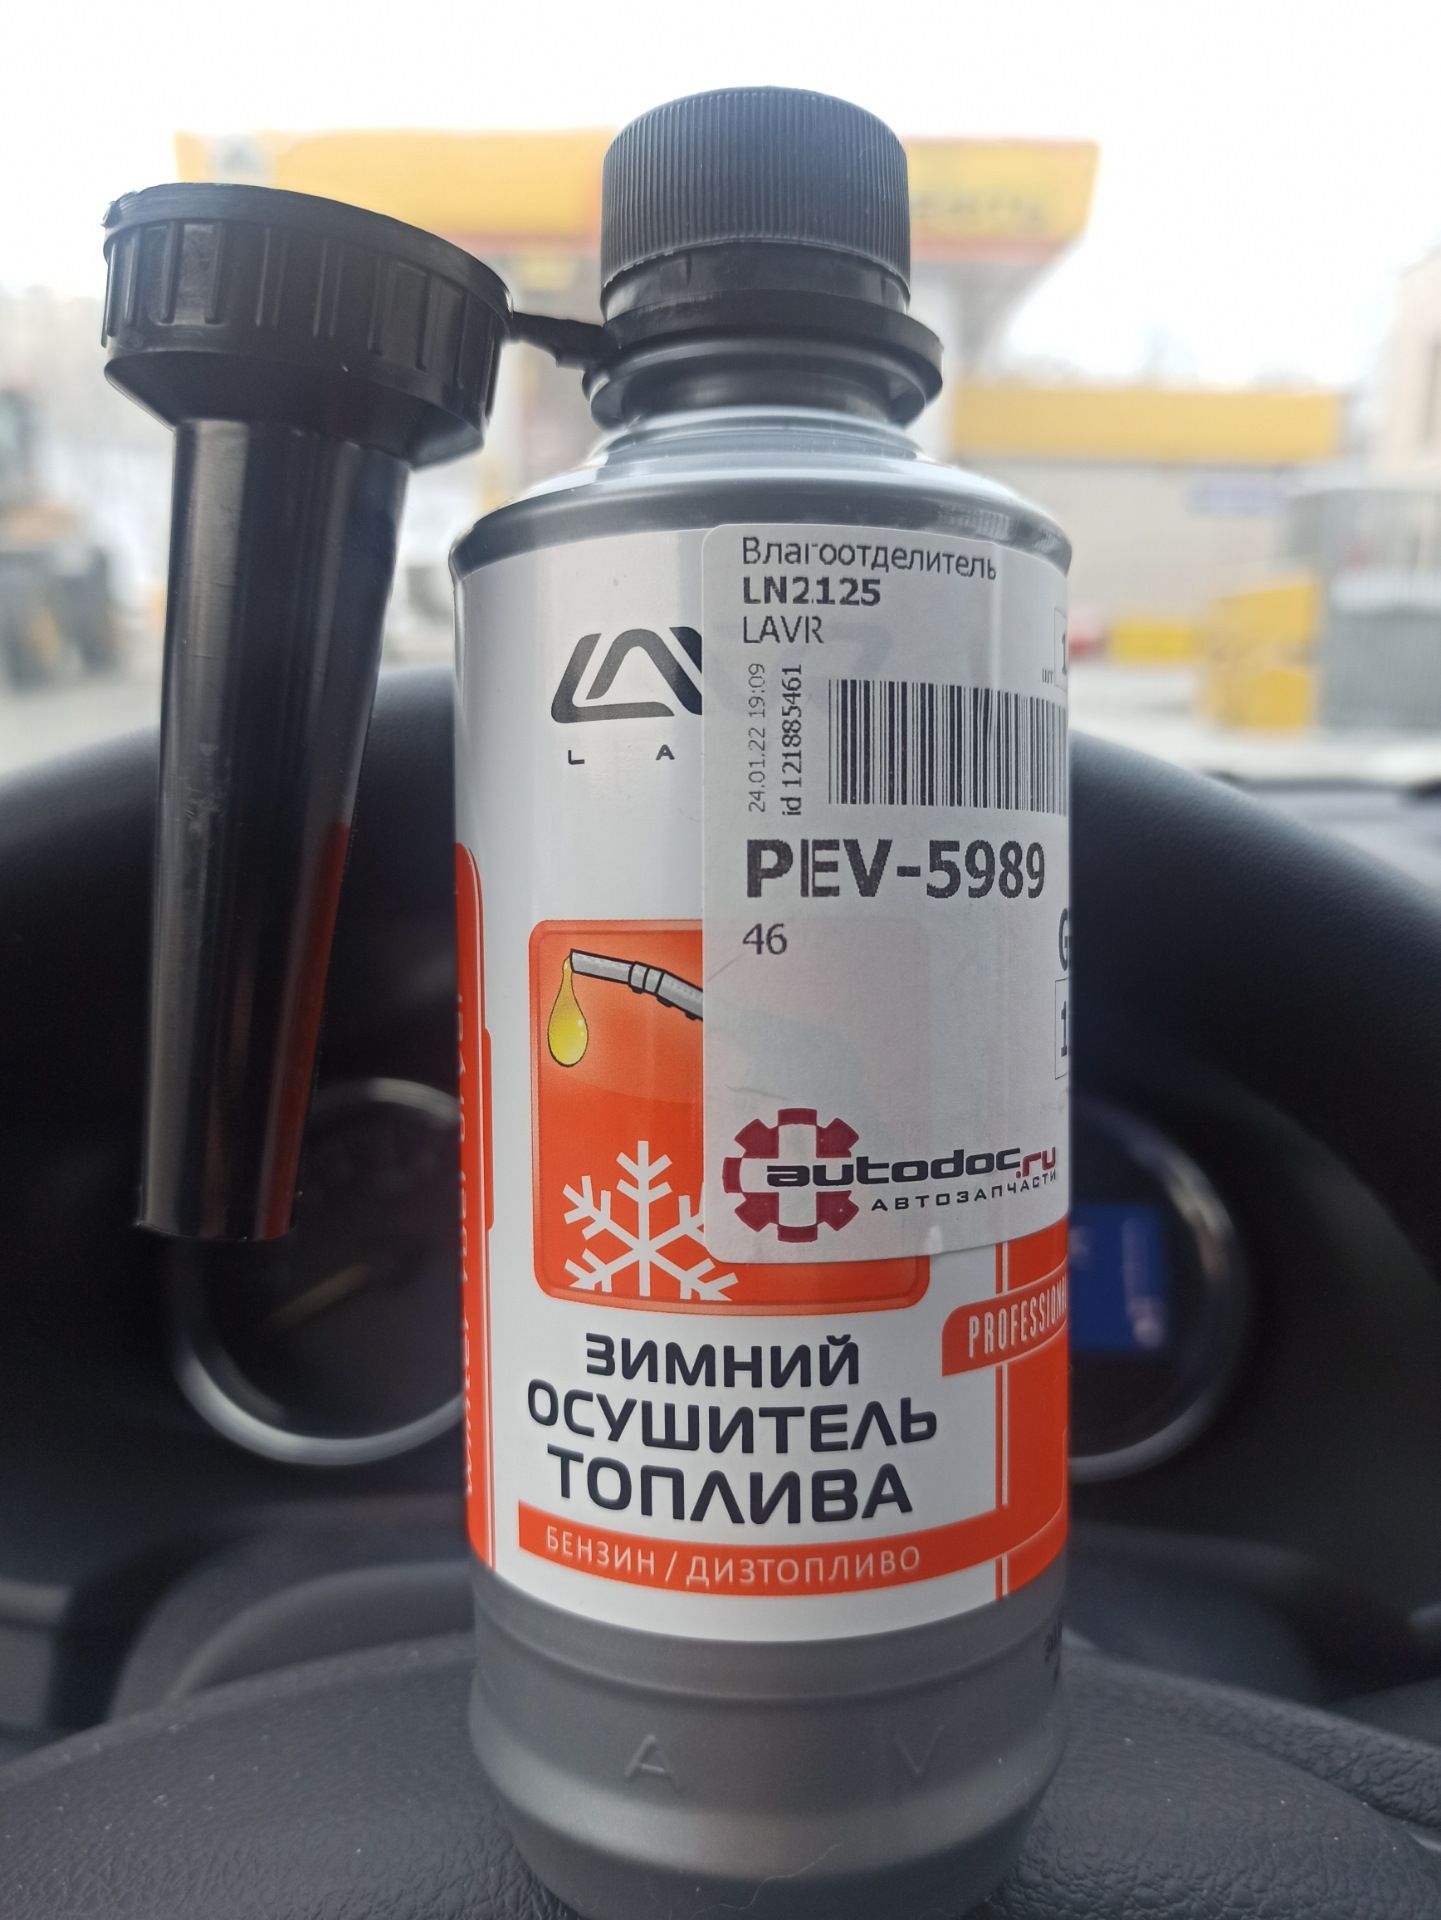 Влагоотделитель
LN2125
LAVR
шт
24.01.22 19:09
id 121885461
PEV-5989
46
autodoc.ru
АВТОЗАПЧАСТИ
L A
PROFESSIONAL
ЗИМНИЙ
ОСУШИТЕЛЬ
ТОПЛИВА
БЕНЗИН / ДИЗТОПЛИВО
A V